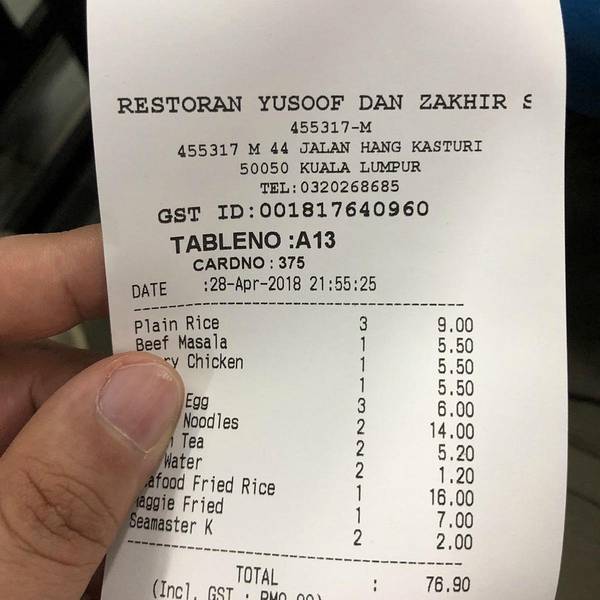 RESTORAN YUSOOF DAN ZAKHIR S
455317-M
455317 M 44 JALAN HANG KASTURI
50050 KUALA LUMPUR
TEL:0320268685
GST ID:001817640960
TABLENO :A13
CARDNO : 375
DATE :28-Apr-2018 21:55:25
Plain Rice 3 9.00
Beef Masala 1 5.50
Chicken 1 5.50
1 5.50
Egg 3 6.00
Noodles 2 14.00
Tea 2 5.20
Water 2 1.20
Fried Rice 1 16.00
Fried 1 7.00
Seamaster K 2 2.00
TOTAL : 76.90
(Incl. GST : RM0.00)